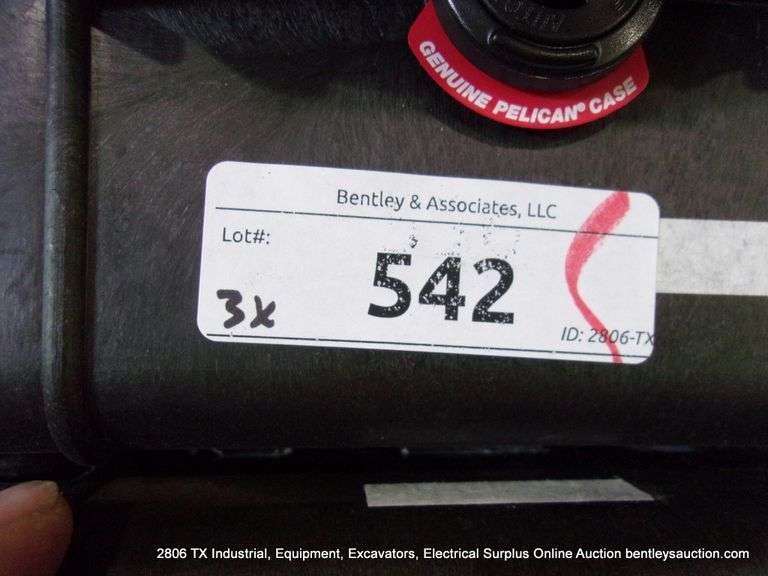 GENUINE PELICAN® CASE
Bentley & Associates, LLC
Lot#:
542
3x
ID: 2806-TX
2806 TX Industrial, Equipment, Excavators, Electrical Surplus Online Auction bentleysauction.com